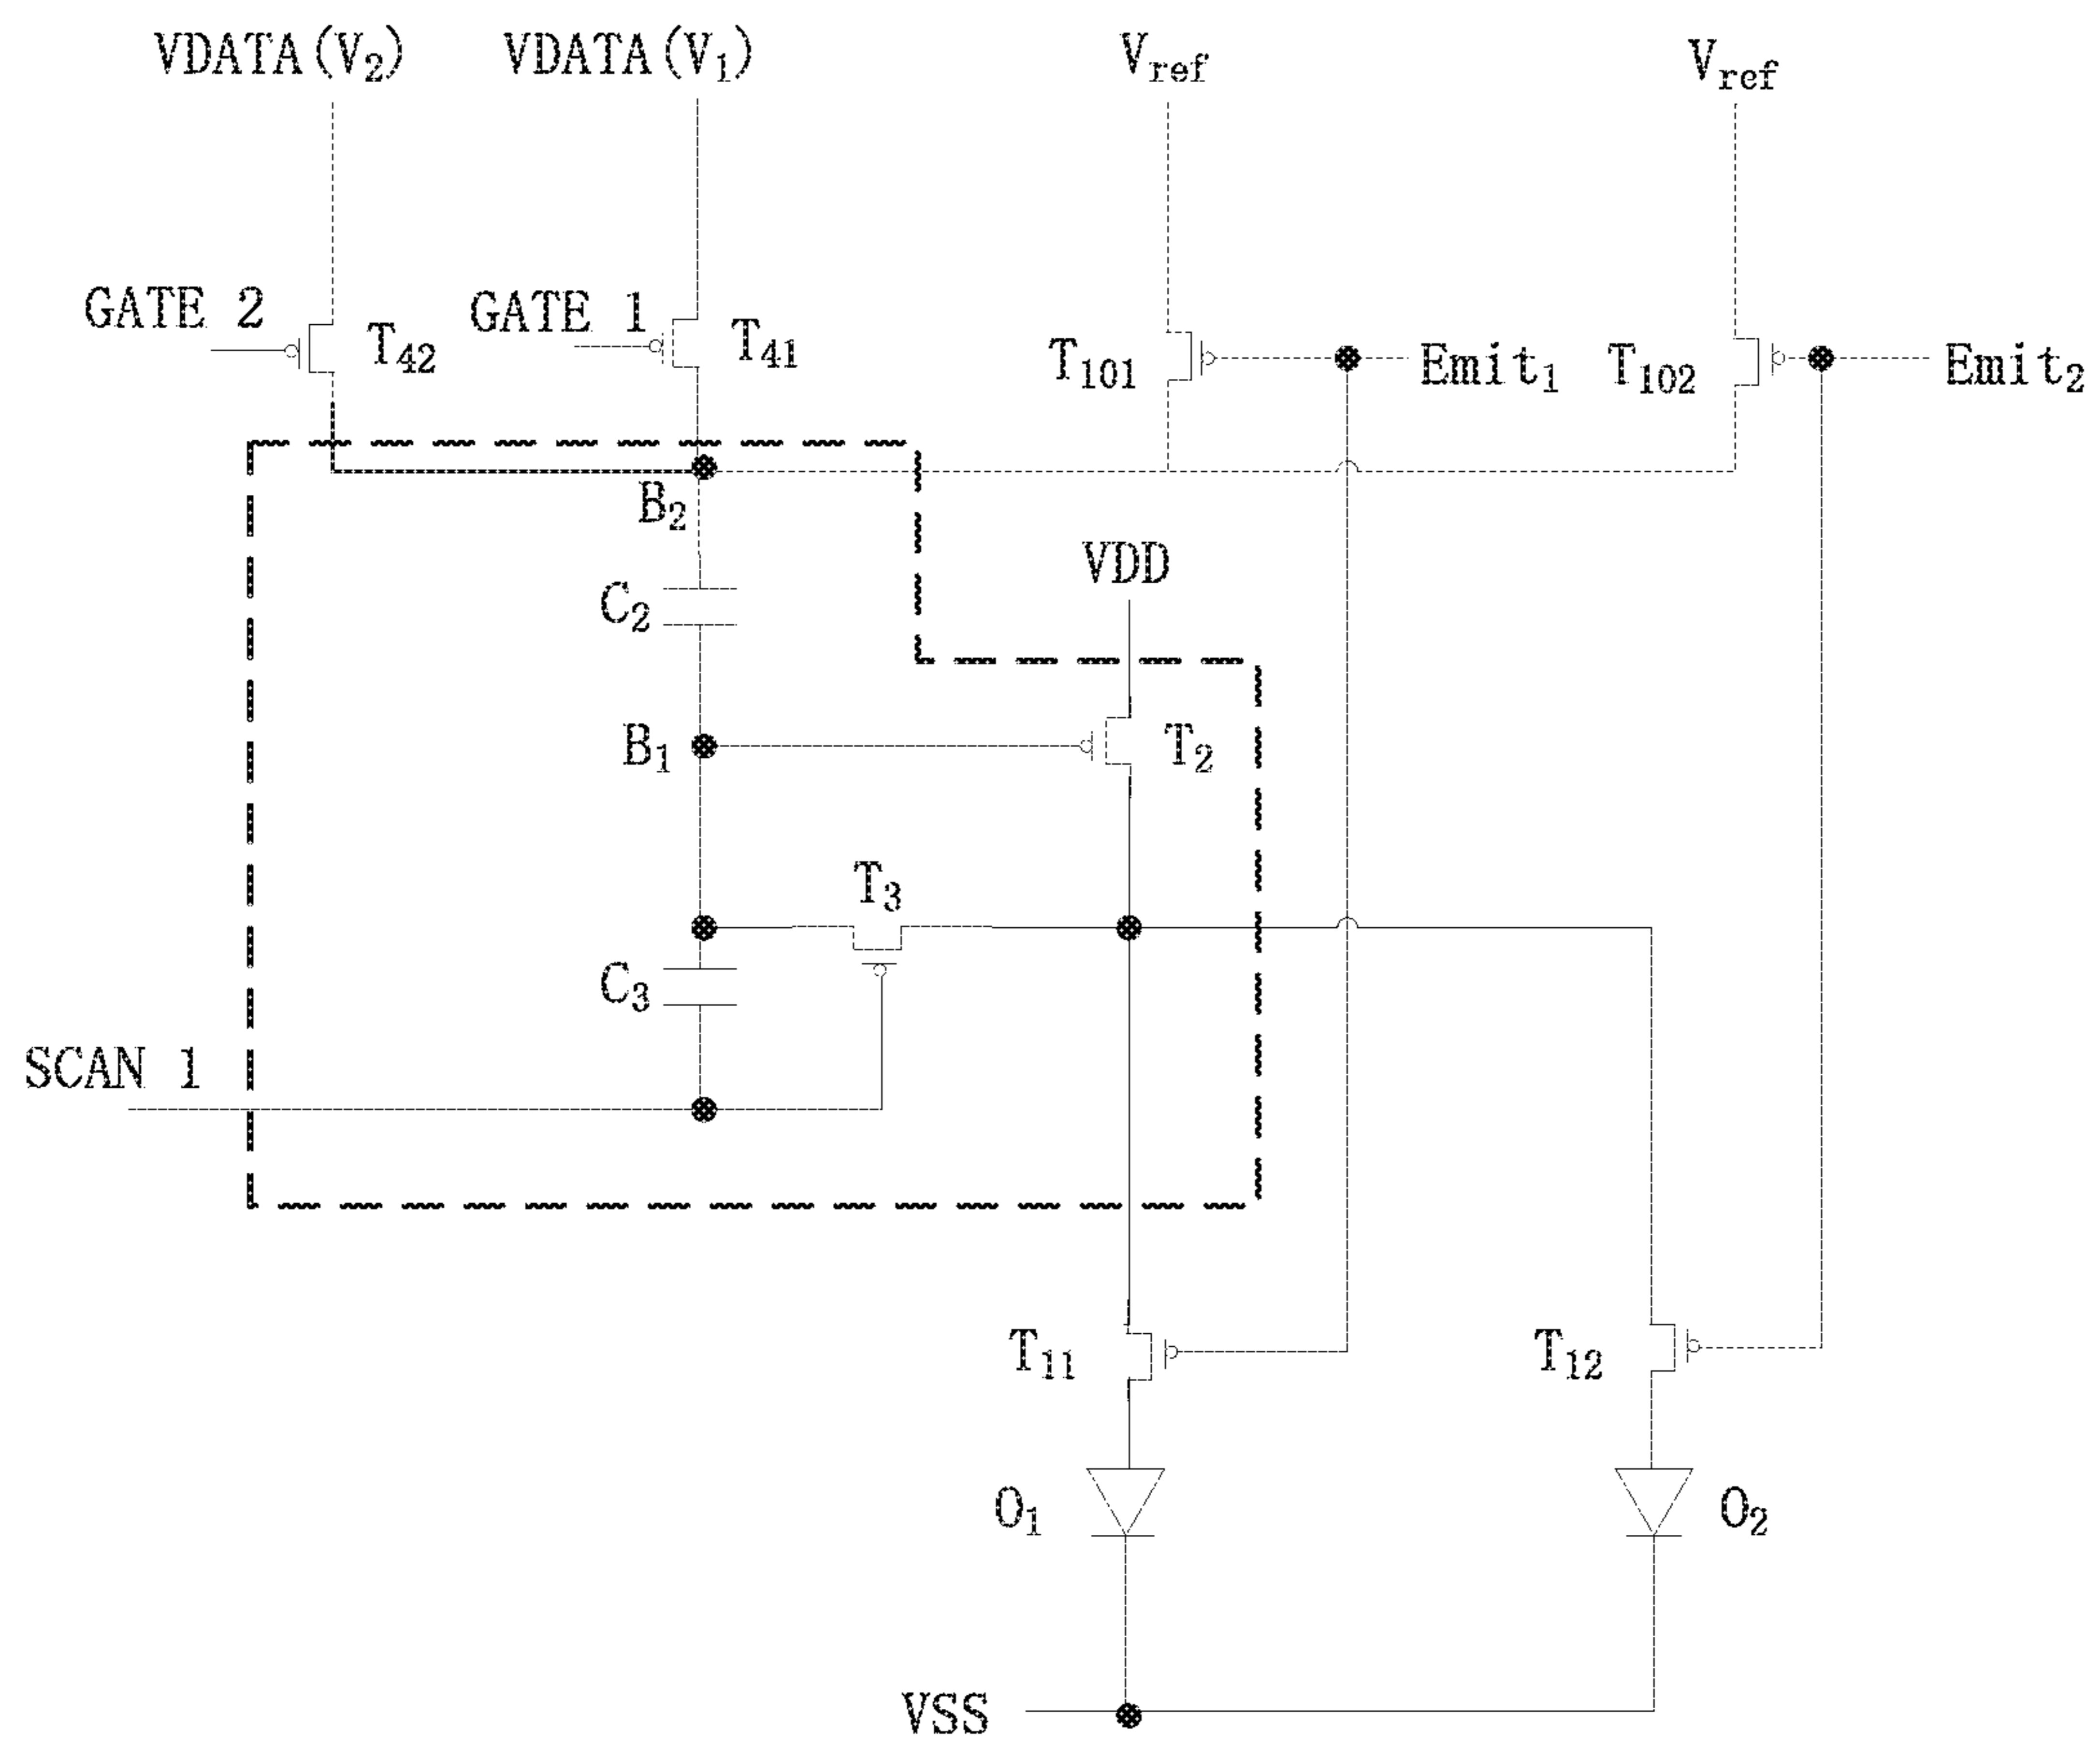 VDATA(V₂) VDATA(V₁) Vref Vref
GATE 2 T₄₂ GATE 1 T₄₁ T₁₀₁ Emit₁ T₁₀₂ Emit₂
B₂
VDD
C₂
B₁ T₂
T₃
C₃
SCAN 1
T₁₁ T₁₂
O₁ O₂
VSS